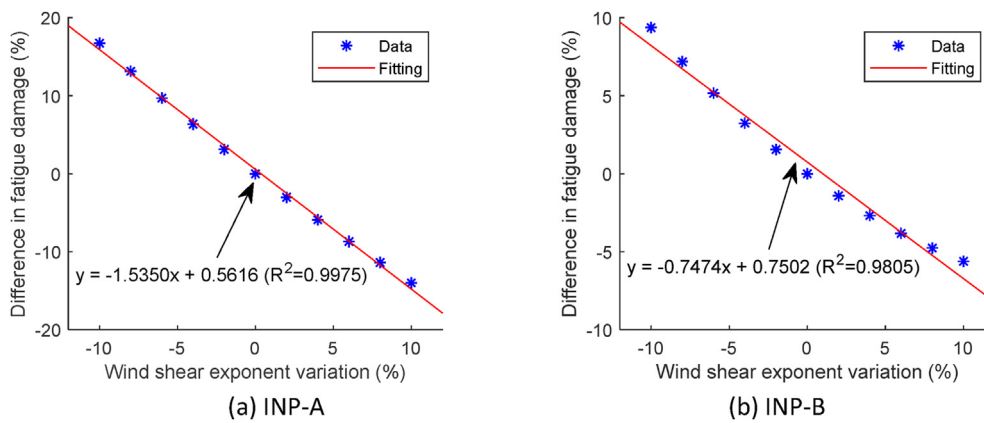 20
10
0
-10
-20
-10
-5
0
5
10
Difference in fatigue damage (%)
Wind shear exponent variation (%)
Data
Fitting
y = -1.5350x + 0.5616 (R²=0.9975)
(a) INP-A
10
5
0
-5
-10
-10
-5
0
5
10
Difference in fatigue damage (%)
Wind shear exponent variation (%)
Data
Fitting
y = -0.7474x + 0.7502 (R²=0.9805)
(b) INP-B